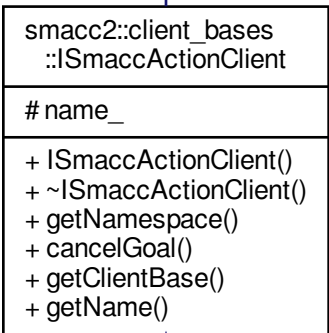 smacc2::client_bases
::ISmaccActionClient
# name_
+ ISmaccActionClient()
+ ~ISmaccActionClient()
+ getNamespace()
+ cancelGoal()
+ getClientBase()
+ getName()